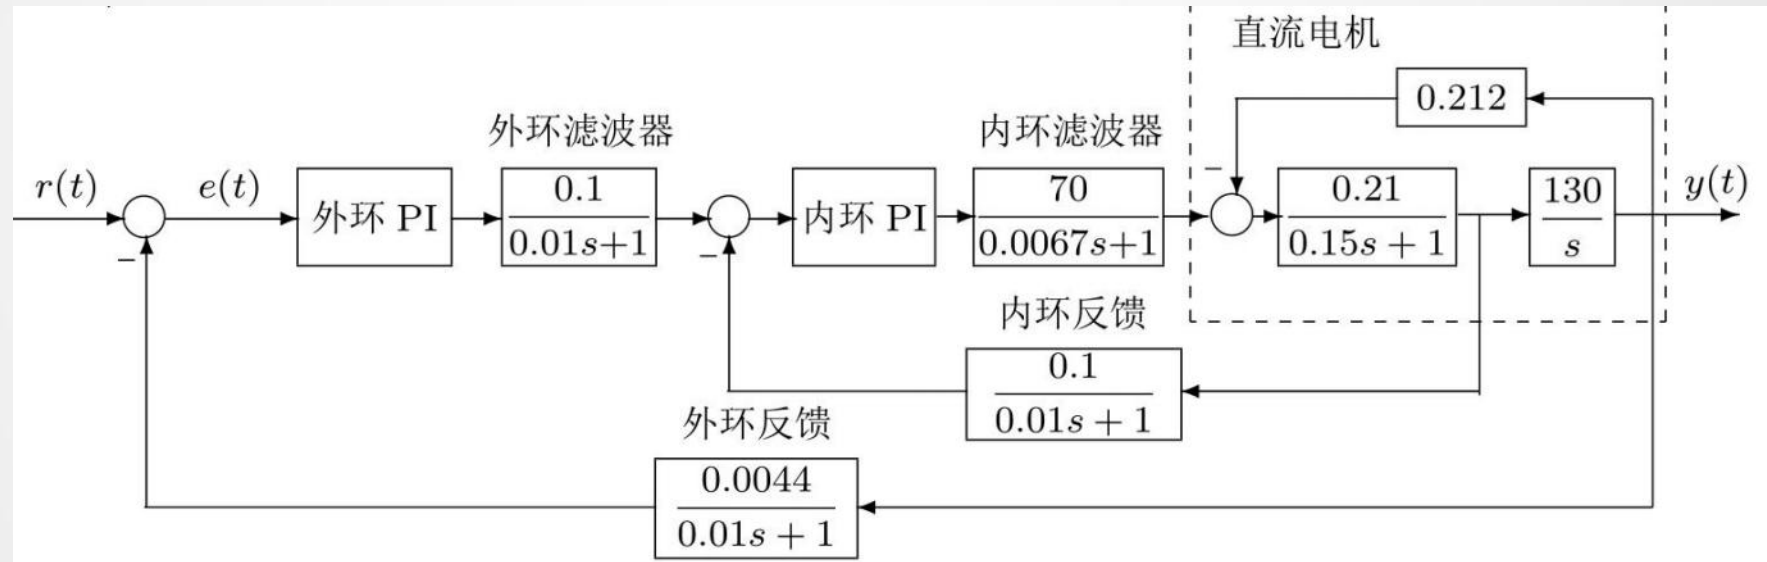 直流电机
0.212
外环滤波器
内环滤波器
r(t)
e(t)
外环 PI
0.1
0.01s+1
内环 PI
70
0.0067s+1
0.21
0.15s + 1
130
s
y(t)
−
−
−
内环反馈
0.1
0.01s + 1
外环反馈
0.0044
0.01s + 1